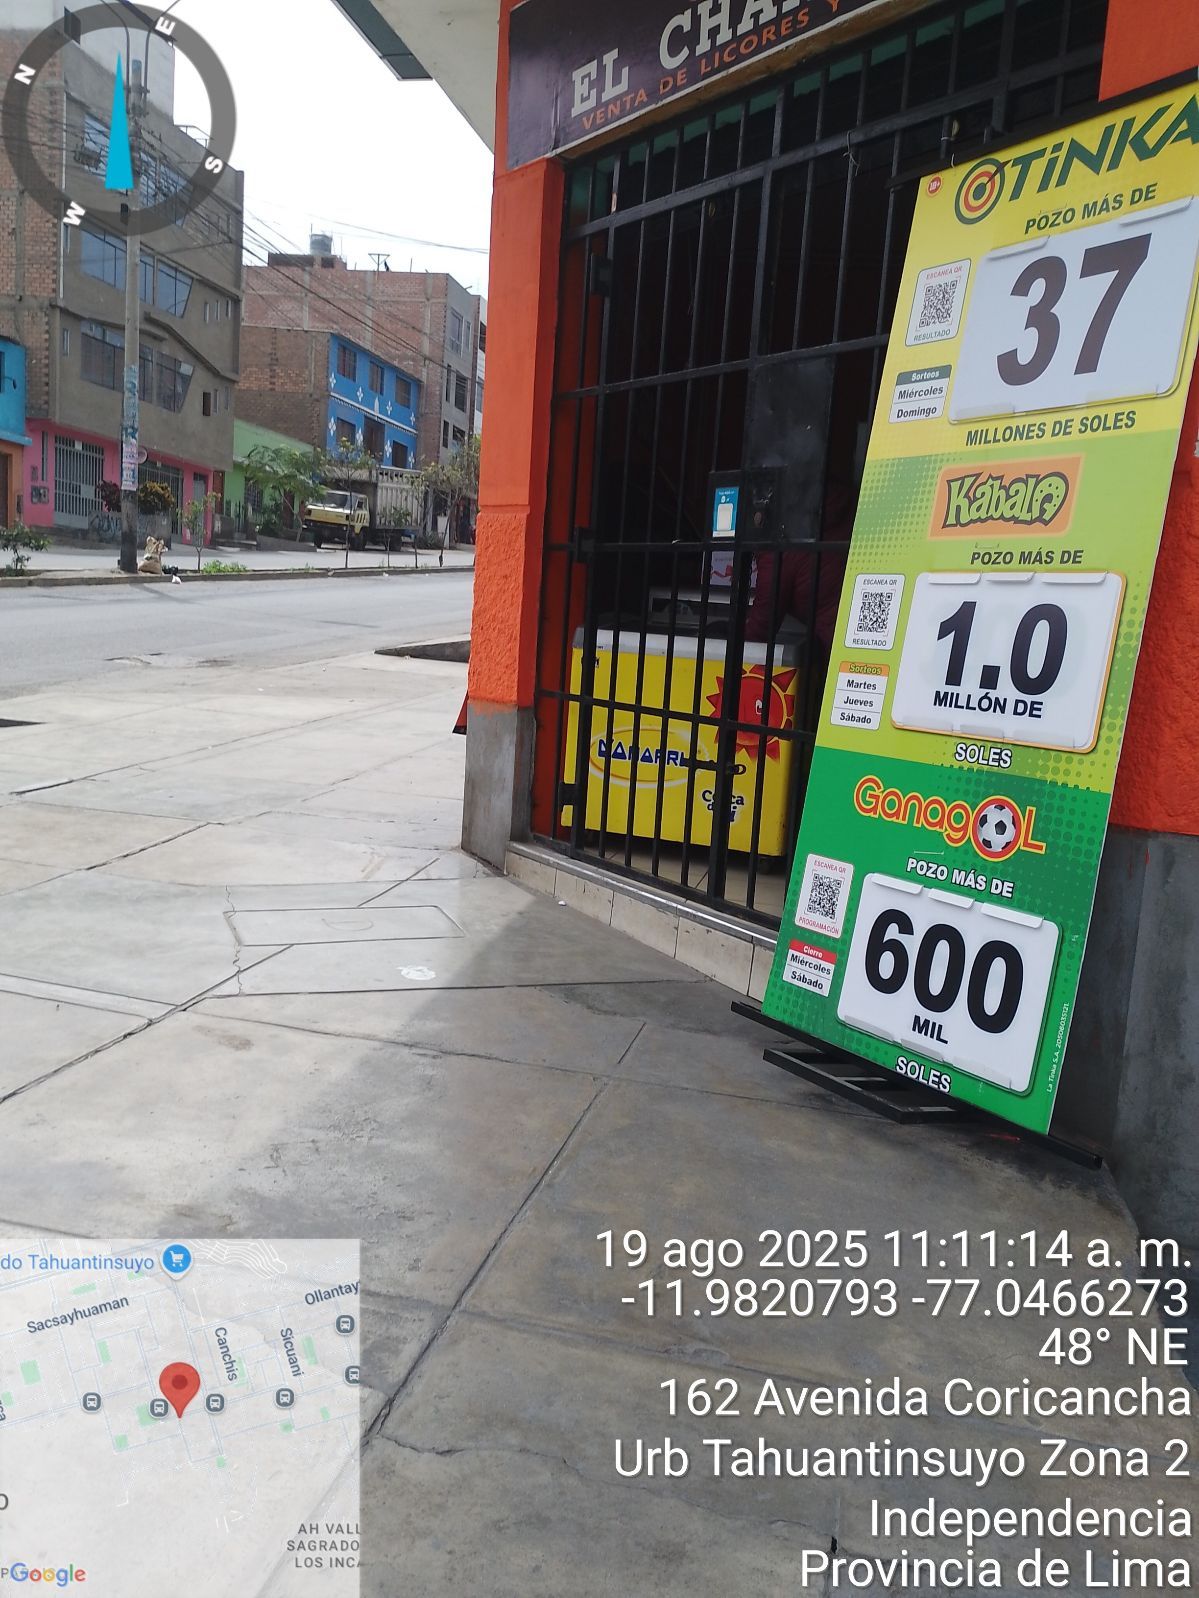 N
E
S
W
EL CHA
VENTA DE LICORES Y
18+
TINKA
POZO MÁS DE
ESCANEA QR
RESULTADO
37
Sorteos
Miércoles
Domingo
MILLONES DE SOLES
Kábala
POZO MÁS DE
ESCANEA QR
RESULTADO
1.0
MILLÓN DE
Sorteos
Martes
Jueves
Sábado
SOLES
GanagOL
POZO MÁS DE
ESCANEA QR
PROGRAMACIÓN
600
MIL
Cierre
Miércoles
Sábado
SOLES
La Tinka S.A. 20506035121
19 ago 2025 11:11:14 a. m.
-11.9820793 -77.0466273
48° NE
162 Avenida Coricancha
Urb Tahuantinsuyo Zona 2
Independencia
Provincia de Lima
do Tahuantinsuyo
Sacsayhuaman
Ollantay
Canchis
Sicuani
AH VALL
SAGRADO
LOS INCA
Google